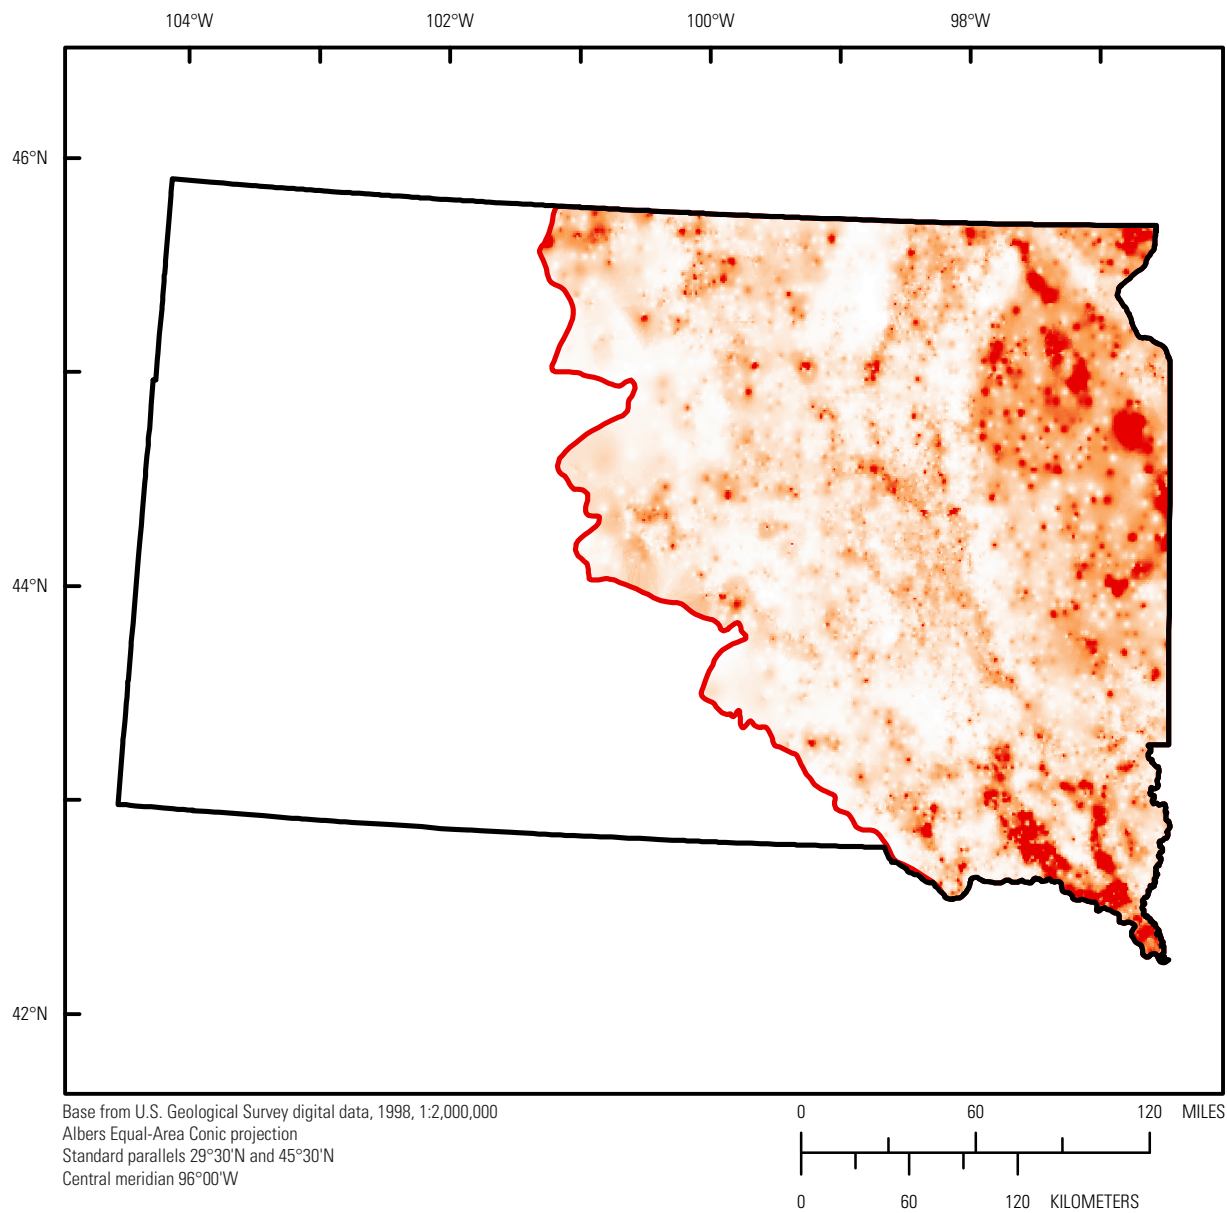 104°W 102°W 100°W 98°W
46°N
44°N
42°N
Base from U.S. Geological Survey digital data, 1998, 1:2,000,000
Albers Equal-Area Conic projection
Standard parallels 29°30'N and 45°30'N
Central meridian 96°00'W
0 60 120 MILES
0 60 120 KILOMETERS